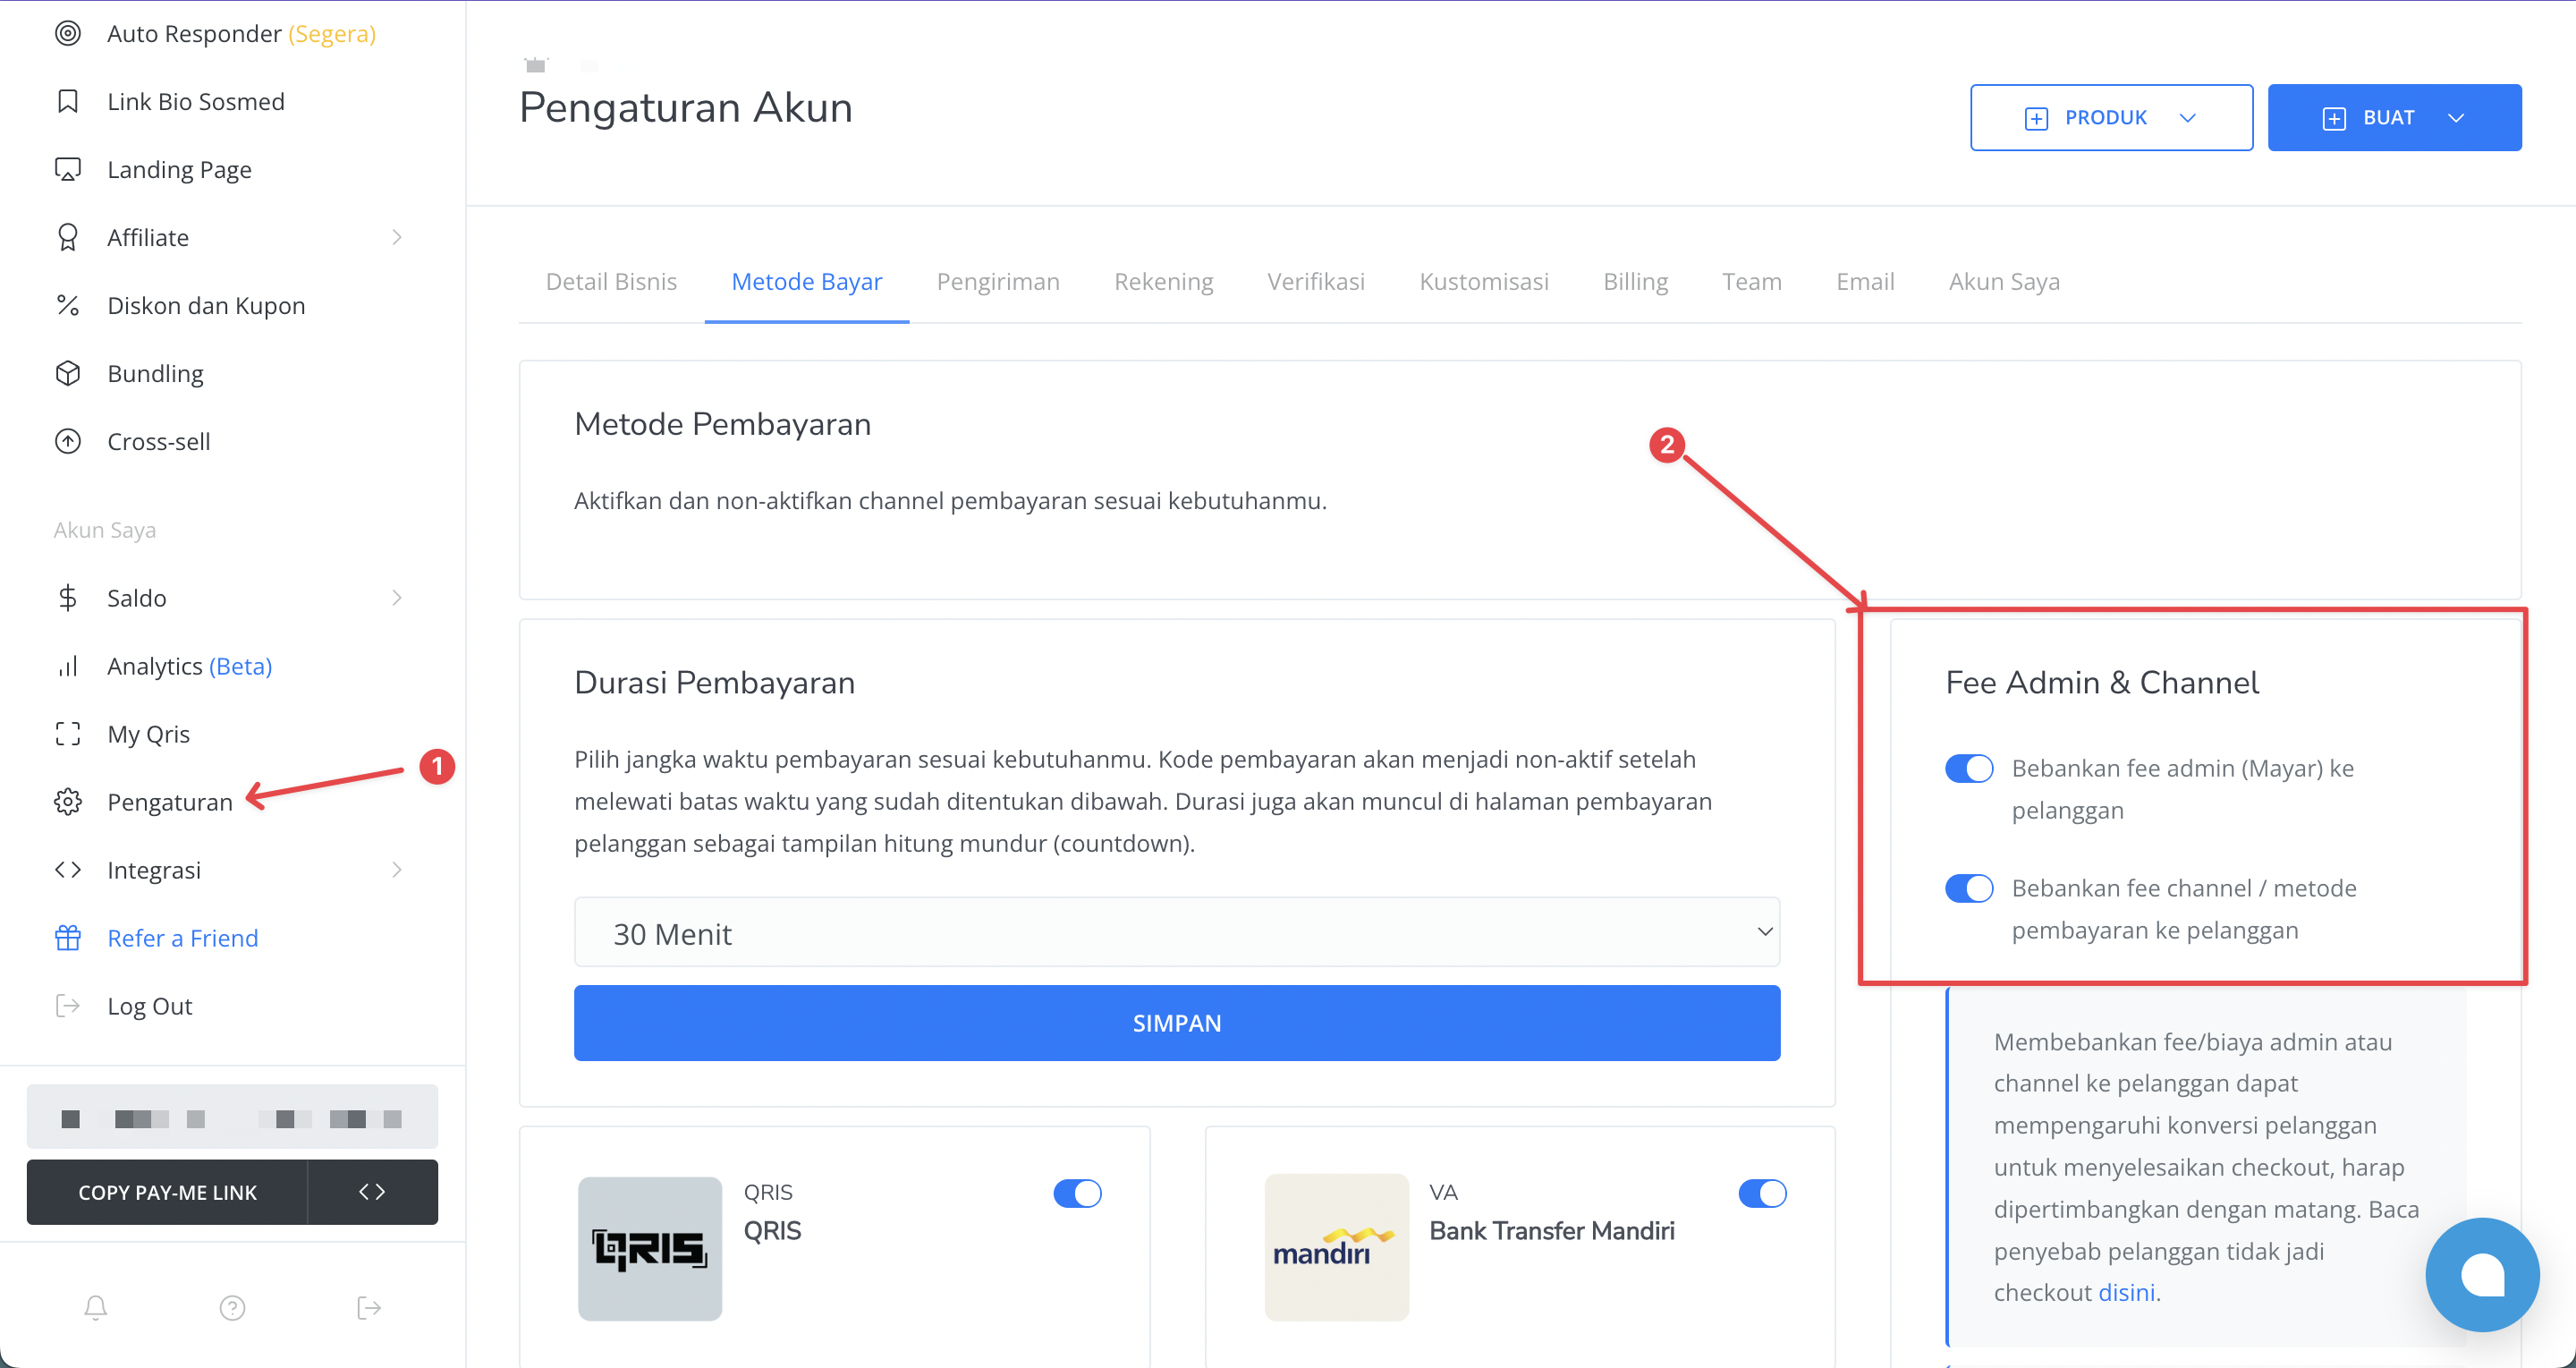 Auto Responder (Segera)
Link Bio Sosmed
Landing Page
Affiliate
Diskon dan Kupon
Bundling
Cross-sell
Akun Saya
Saldo
Analytics (Beta)
My Qris
Pengaturan
1
Integrasi
Refer a Friend
Log Out
COPY PAY-ME LINK
Pengaturan Akun
PRODUK
BUAT
Detail Bisnis
Metode Bayar
Pengiriman
Rekening
Verifikasi
Kustomisasi
Billing
Team
Email
Akun Saya
Metode Pembayaran
Aktifkan dan non-aktifkan channel pembayaran sesuai kebutuhanmu.
2
Durasi Pembayaran
Pilih jangka waktu pembayaran sesuai kebutuhanmu. Kode pembayaran akan menjadi non-aktif setelah
melewati batas waktu yang sudah ditentukan dibawah. Durasi juga akan muncul di halaman pembayaran
pelanggan sebagai tampilan hitung mundur (countdown).
30 Menit
SIMPAN
Fee Admin & Channel
Bebankan fee admin (Mayar) ke
pelanggan
Bebankan fee channel / metode
pembayaran ke pelanggan
Membebankan fee/biaya admin atau
channel ke pelanggan dapat
mempengaruhi konversi pelanggan
untuk menyelesaikan checkout, harap
dipertimbangkan dengan matang. Baca
penyebab pelanggan tidak jadi
checkout disini.
QRIS
QRIS
QRIS
mandiri
VA
Bank Transfer Mandiri